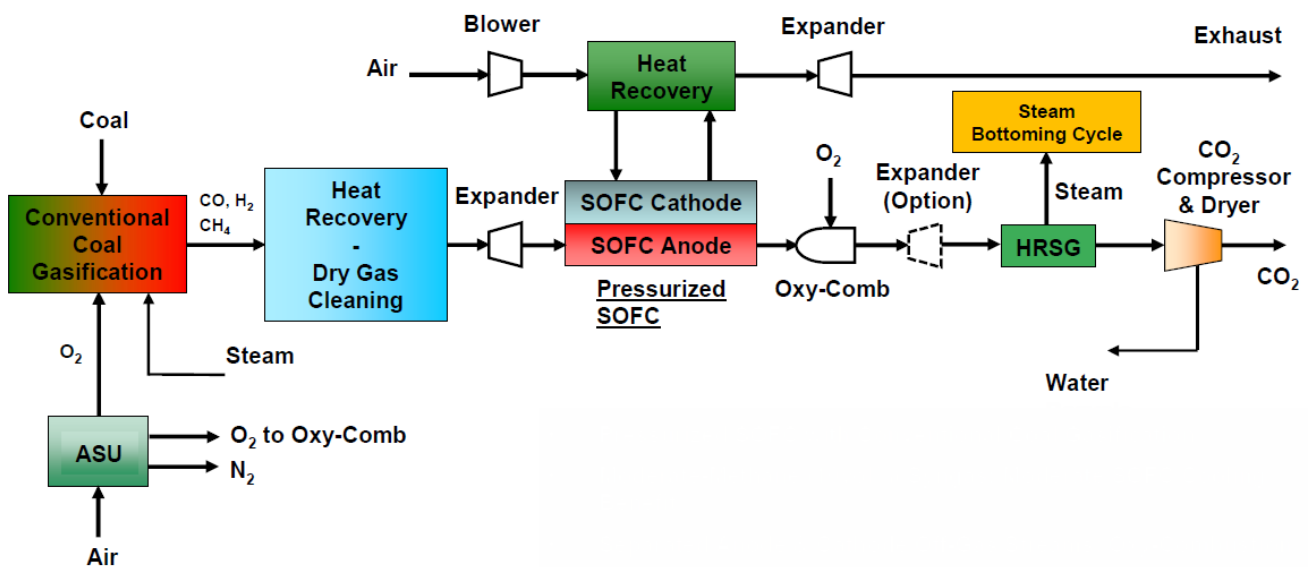 Blower
Expander
Exhaust
Air
Heat
Recovery
Coal
Steam
Bottoming Cycle
O₂
CO₂
Compressor
& Dryer
Expander
(Option)
Steam
CO, H₂
CH₄
Heat
Recovery
-
Dry Gas
Cleaning
Expander
SOFC Cathode
SOFC Anode
Conventional
Coal
Gasification
HRSG
Oxy-Comb
CO₂
Pressurized
SOFC
O₂
Steam
Water
ASU
O₂ to Oxy-Comb
N₂
Air